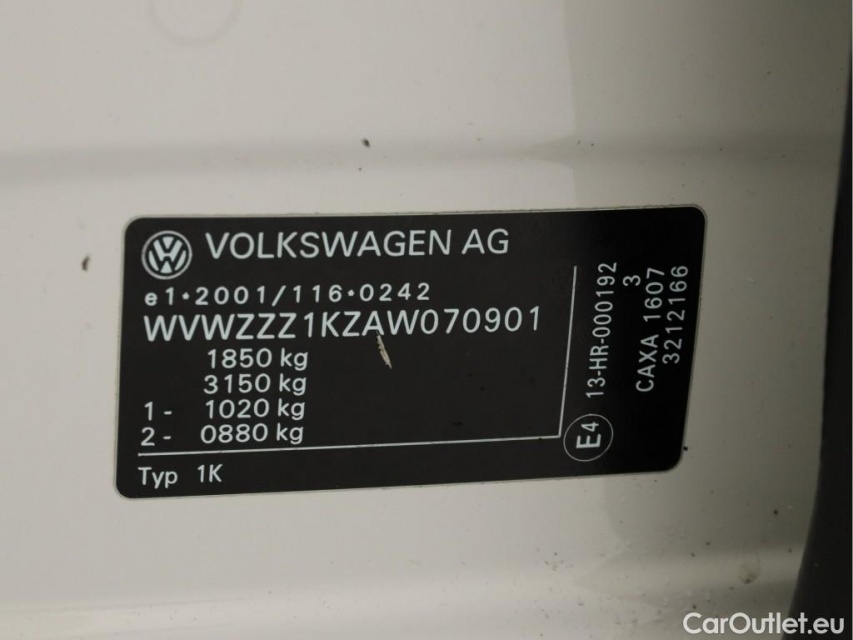 VOLKSWAGEN AG
e1*2001/116*0242
WVWZZZ1KZAW070901
1850 kg
3150 kg
1- 1020 kg
2- 0880 kg
Typ 1K
E4
13-HR-000192
3
CAXA 1607
3212166
CarOutlet.eu